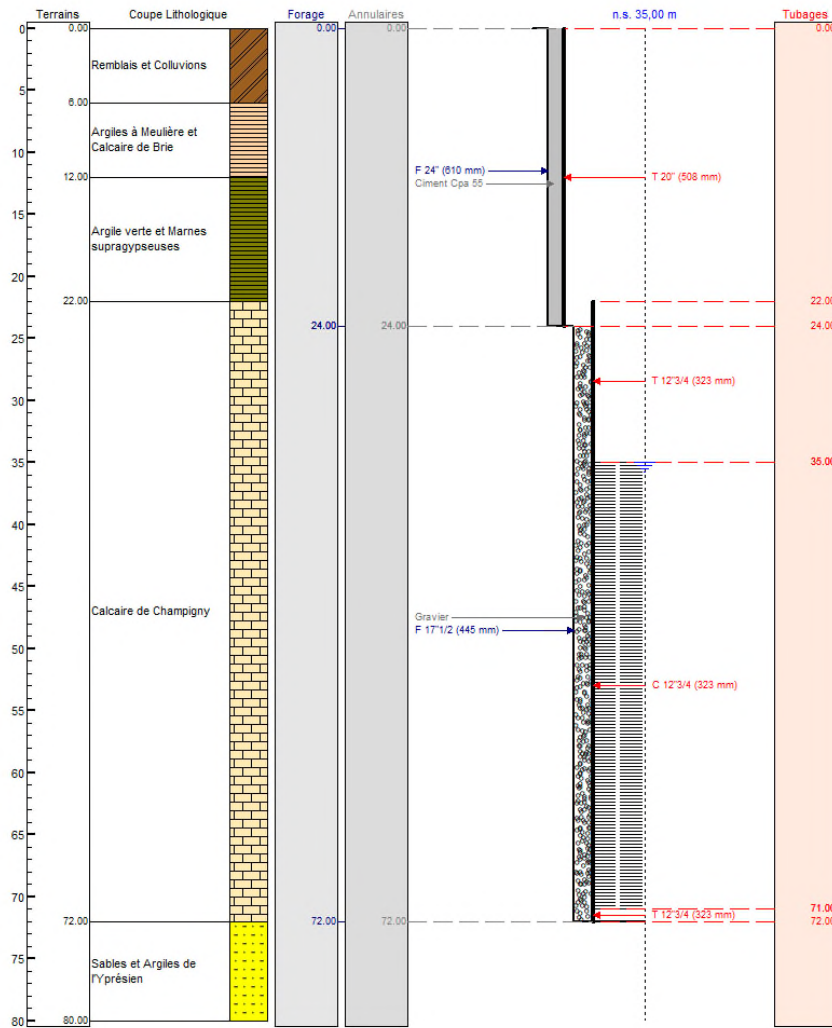 Terrains
Coupe Lithologique
Forage
Annulaires
n.s. 35,00 m
Tubages
0
0.00
0.00
0.00
0.00
Remblais et Colluvions
5
6.00
Argiles à Meulière et
Calcaire de Brie
10
F 24" (610 mm)
12.00
T 20" (508 mm)
Ciment Cpa 55
15
Argile verte et Marnes
supragypseuses
20
22.00
22.00
24.00
24.00
24.00
25
T 12"3/4 (323 mm)
30
35
35.00
40
45
Calcaire de Champigny
Gravier
F 17"1/2 (445 mm)
50
C 12"3/4 (323 mm)
55
60
65
70
71.00
T 12"3/4 (323 mm)
72.00
72.00
72.00
72.00
75
Sables et Argiles de
l'Yprésien
80
80.00